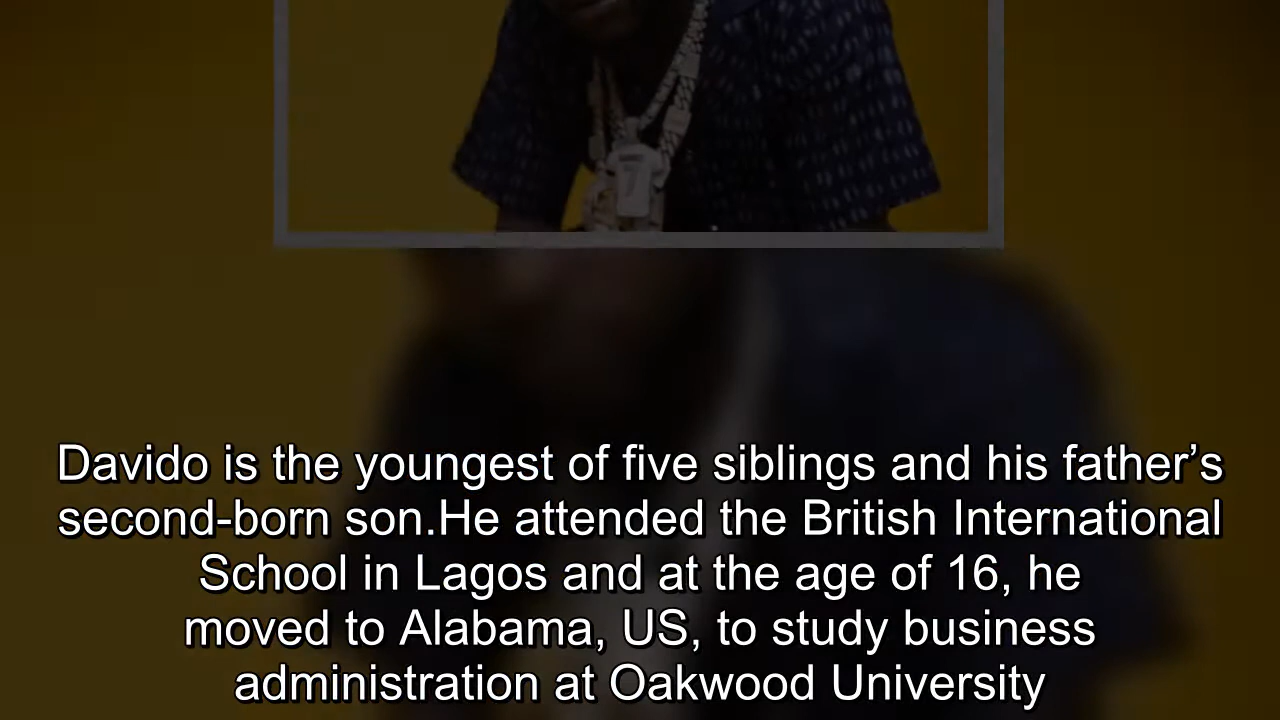 Davido is the youngest of five siblings and his father’s
second-born son.He attended the British International
School in Lagos and at the age of 16, he
moved to Alabama, US, to study business
administration at Oakwood University